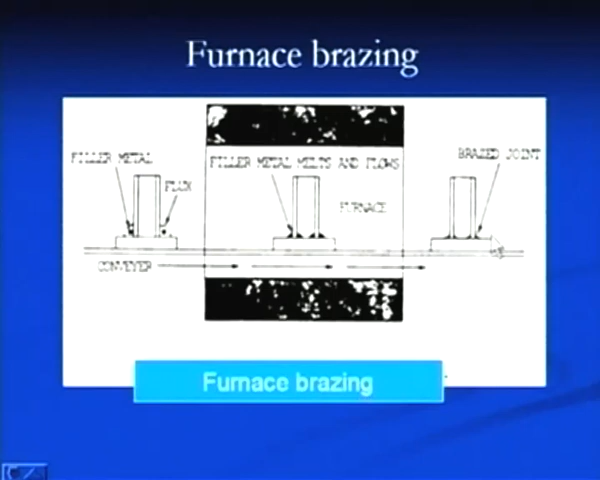 Furnace brazing
FILLER METAL
FLUX
FILLER METAL MELTS AND FLOWS
FURNACE
BRAZED JOINT
CONVEYER
Furnace brazing